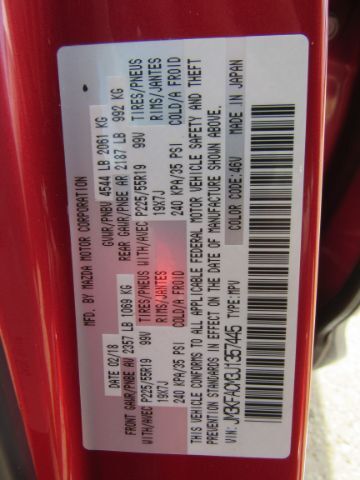 MFD. BY MAZDA MOTOR CORPORATION
DATE: 02/18 GVWR/PNBV 4544 LB 2061 KG
FRONT GAWR/PNBE AV 2357 LB 1069 KG REAR GAWR/PNBE AR 2187 LB 992 KG
WITH/AVEC P225/55R19 99V TIRES/PNEUS WITH/AVEC P225/55R19 99V TIRES/PNEUS
19X7J RIMS/JANTES 19X7J RIMS/JANTES
240 KPA/35 PSI COLD/A FROID 240 KPA/35 PSI COLD/A FROID
THIS VEHICLE CONFORMS TO ALL APPLICABLE FEDERAL MOTOR VEHICLE SAFETY AND THEFT
PREVENTION STANDARDS IN EFFECT ON THE DATE OF MANUFACTURE SHOWN ABOVE.
VIN: JM3KFACM3J1357445 TYPE: MPV COLOR CODE: 46V MADE IN JAPAN